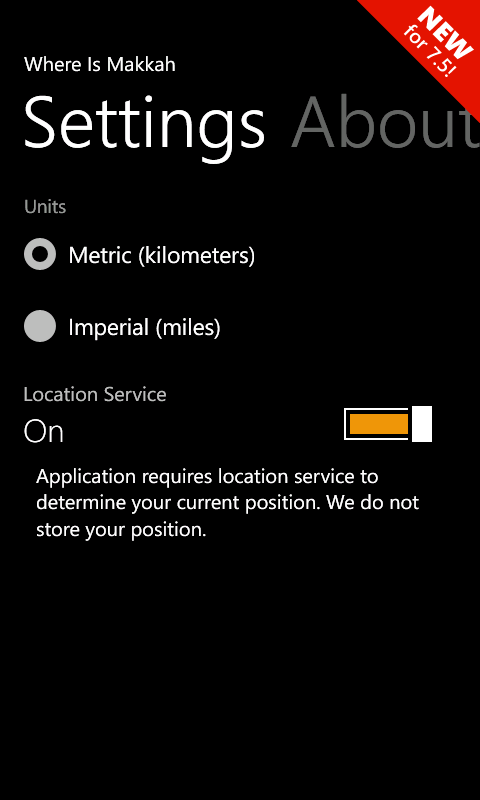 NEW
for 7.5!
Where Is Makkah
Settings About
Units
Metric (kilometers)
Imperial (miles)
Location Service
On
Application requires location service to
determine your current position. We do not
store your position.